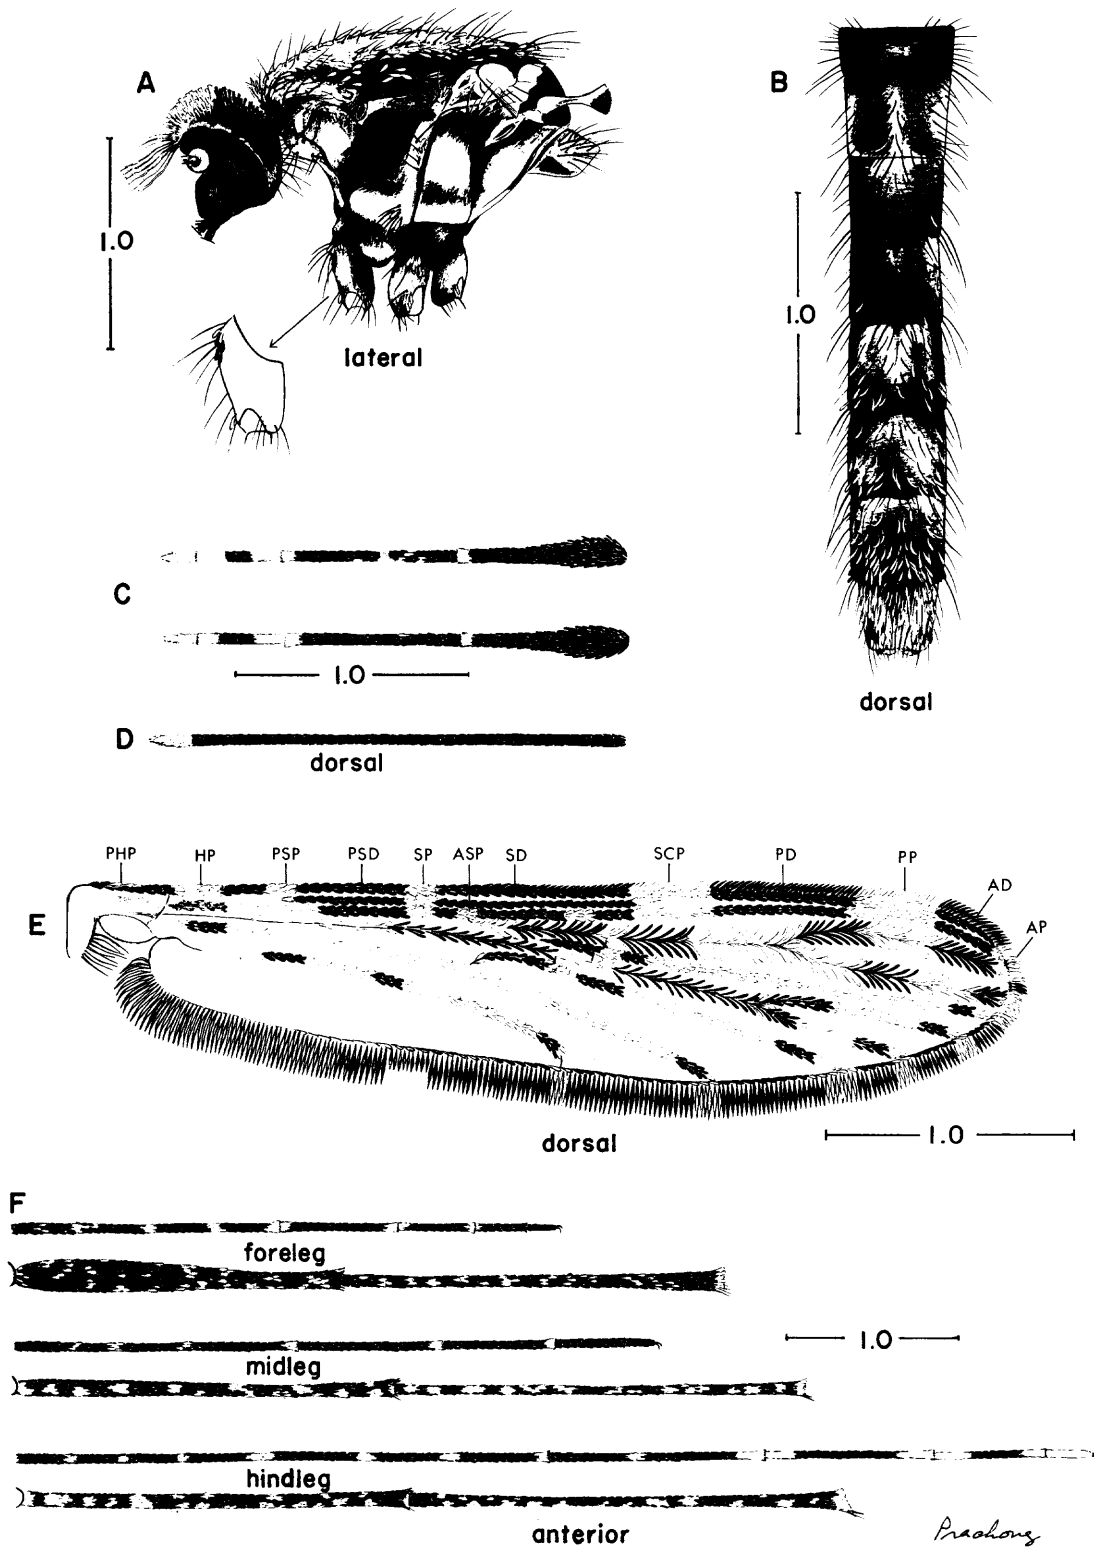 A
B
1.0
1.0
lateral
dorsal
C
1.0
D
dorsal
PHP HP PSP PSD SP ASP SD SCP PD PP AD AP
E
dorsal
1.0
F
foreleg
1.0
midleg
hindleg
anterior
Prachong